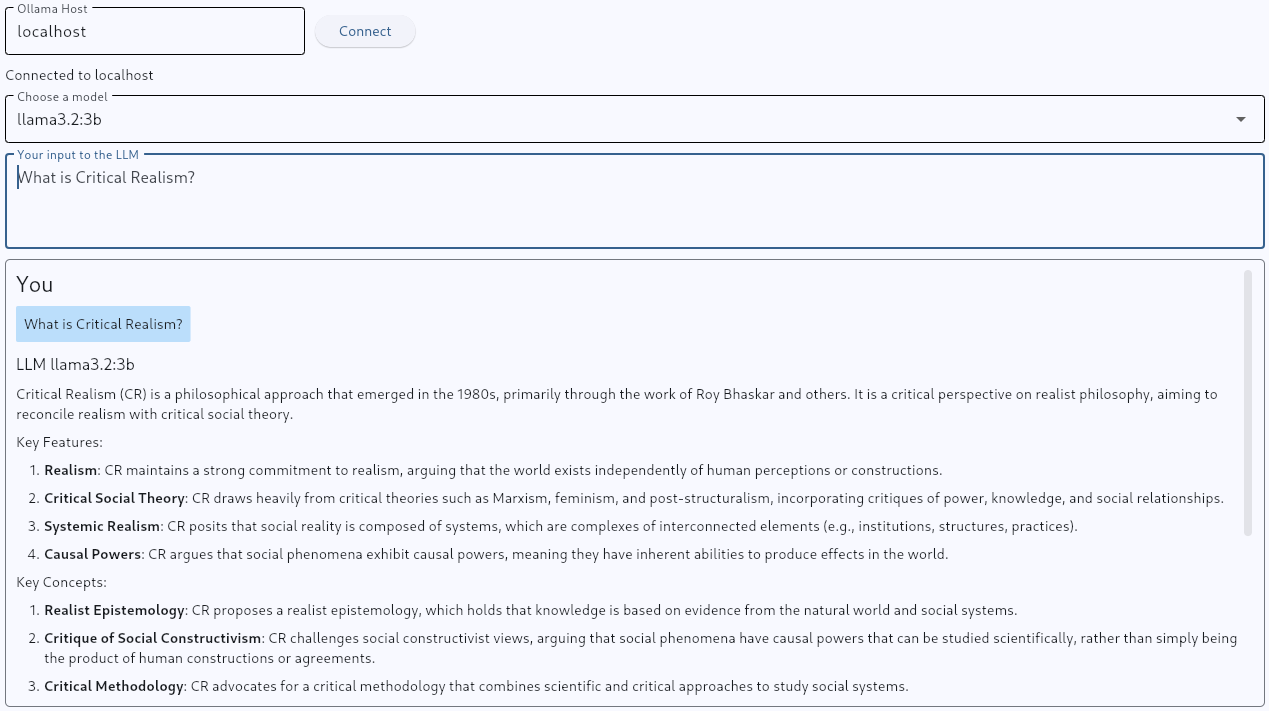 Ollama Host
localhost
Connect
Connected to localhost
Choose a model
llama3.2:3b
Your input to the LLM
What is Critical Realism?
You
What is Critical Realism?
LLM llama3.2:3b
Critical Realism (CR) is a philosophical approach that emerged in the 1980s, primarily through the work of Roy Bhaskar and others. It is a critical perspective on realist philosophy, aiming to
reconcile realism with critical social theory.
Key Features:
1. Realism: CR maintains a strong commitment to realism, arguing that the world exists independently of human perceptions or constructions.
2. Critical Social Theory: CR draws heavily from critical theories such as Marxism, feminism, and post-structuralism, incorporating critiques of power, knowledge, and social relationships.
3. Systemic Realism: CR posits that social reality is composed of systems, which are complexes of interconnected elements (e.g., institutions, structures, practices).
4. Causal Powers: CR argues that social phenomena exhibit causal powers, meaning they have inherent abilities to produce effects in the world.
Key Concepts:
1. Realist Epistemology: CR proposes a realist epistemology, which holds that knowledge is based on evidence from the natural world and social systems.
2. Critique of Social Constructivism: CR challenges social constructivist views, arguing that social phenomena have causal powers that can be studied scientifically, rather than simply being
the product of human constructions or agreements.
3. Critical Methodology: CR advocates for a critical methodology that combines scientific and critical approaches to study social systems.